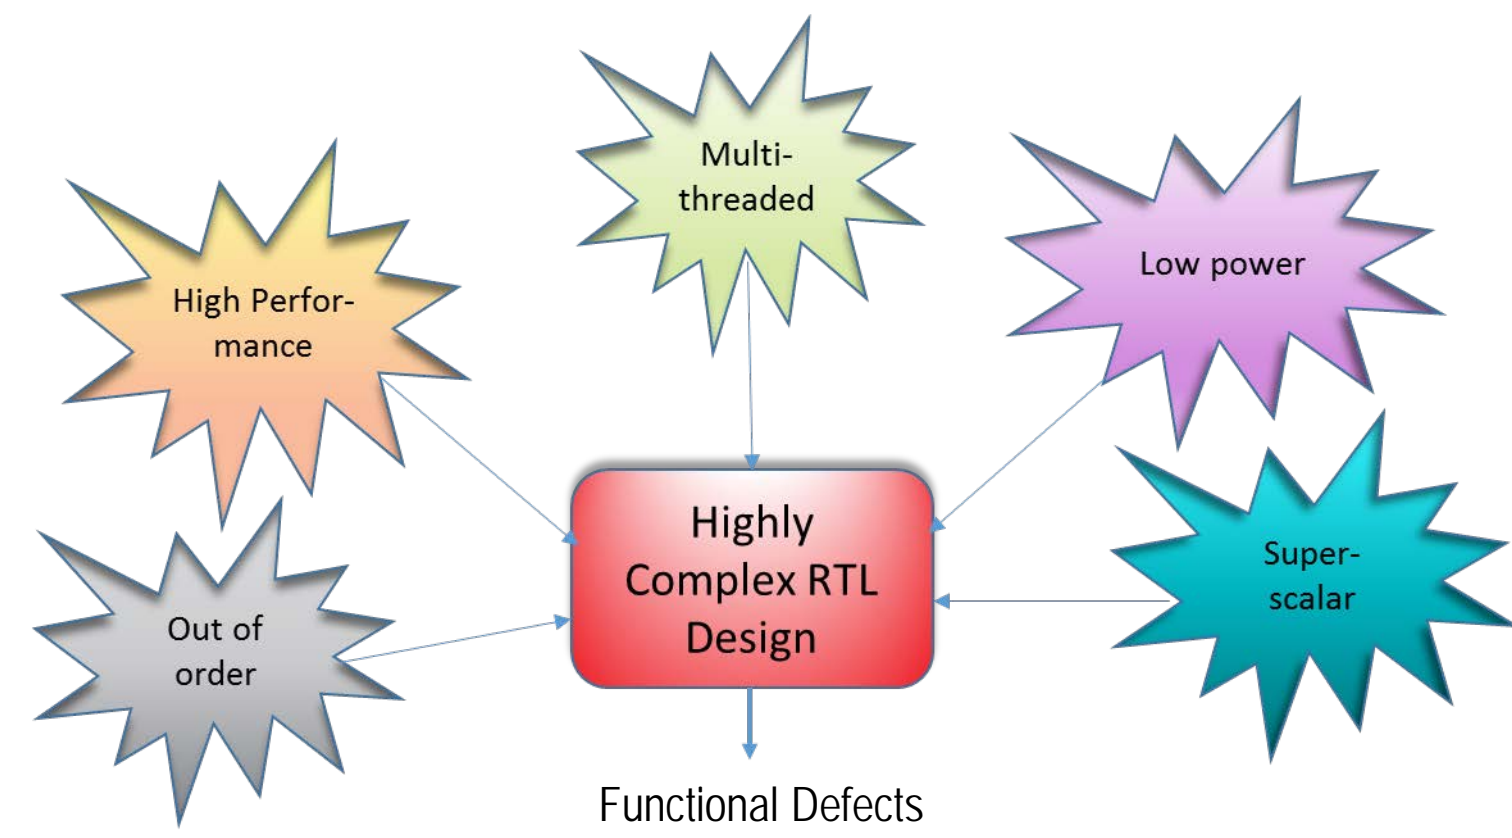 Multi-
threaded
Low power
High Perfor-
mance
Highly
Complex RTL
Design
Super-
scalar
Out of
order
Functional Defects